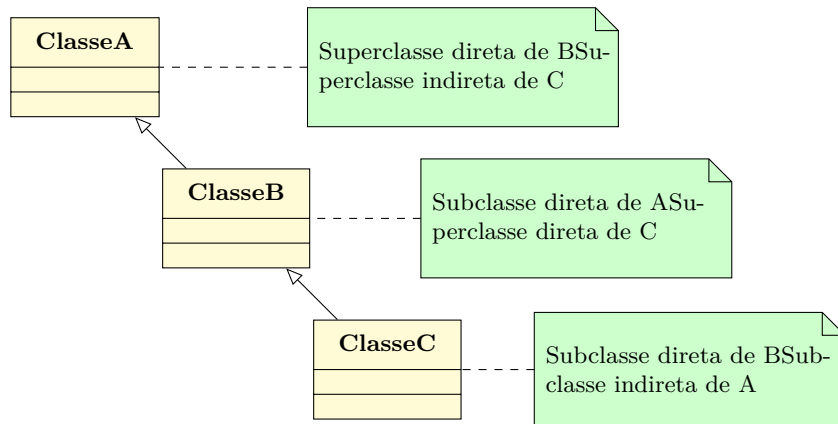 ClasseA
Superclasse direta de BSu-
perclasse indireta de C
ClasseB
Subclasse direta de ASu-
perclasse direta de C
ClasseC
Subclasse direta de BSub-
classe indireta de A